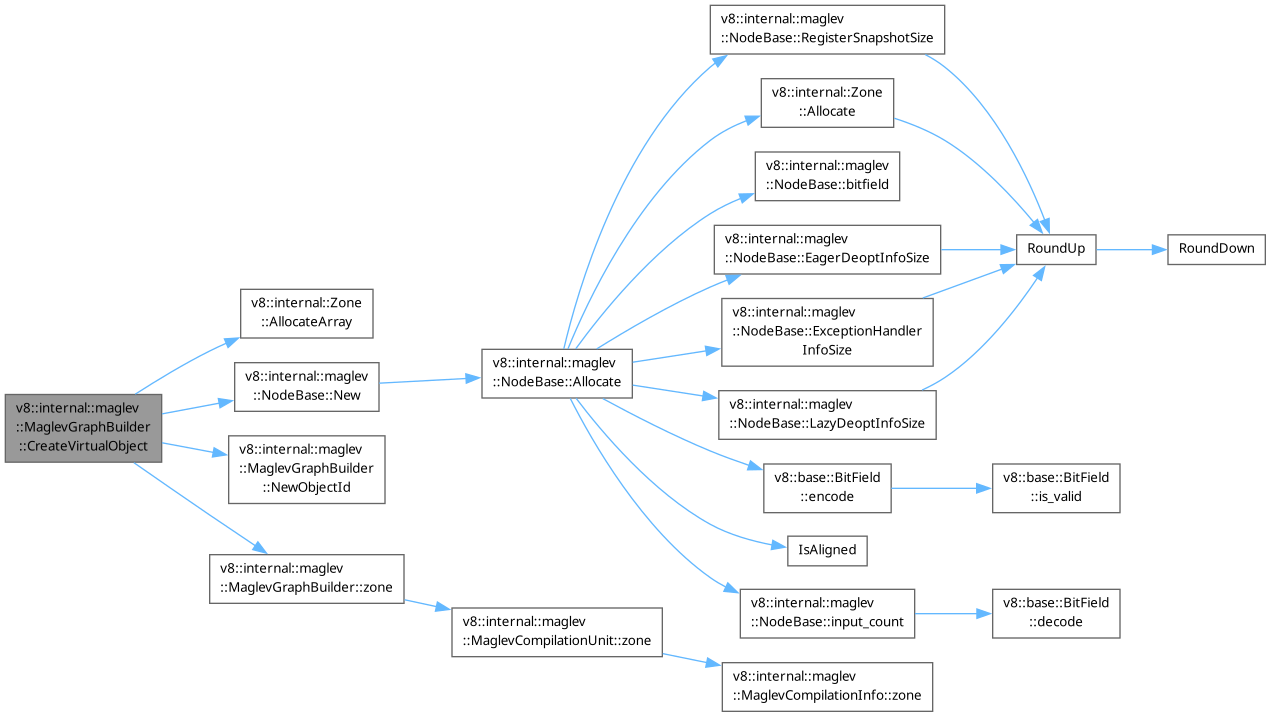 v8::internal::maglev
::MaglevGraphBuilder
::CreateVirtualObject
v8::internal::Zone
::AllocateArray
v8::internal::maglev
::NodeBase::New
v8::internal::maglev
::MaglevGraphBuilder
::NewObjectId
v8::internal::maglev
::MaglevGraphBuilder::zone
v8::internal::maglev
::MaglevCompilationUnit::zone
v8::internal::maglev
::NodeBase::Allocate
v8::internal::maglev
::NodeBase::RegisterSnapshotSize
v8::internal::Zone
::Allocate
v8::internal::maglev
::NodeBase::bitfield
v8::internal::maglev
::NodeBase::EagerDeoptInfoSize
v8::internal::maglev
::NodeBase::ExceptionHandler
InfoSize
v8::internal::maglev
::NodeBase::LazyDeoptInfoSize
v8::base::BitField
::encode
IsAligned
v8::internal::maglev
::NodeBase::input_count
v8::internal::maglev
::MaglevCompilationInfo::zone
RoundUp
RoundDown
v8::base::BitField
::is_valid
v8::base::BitField
::decode